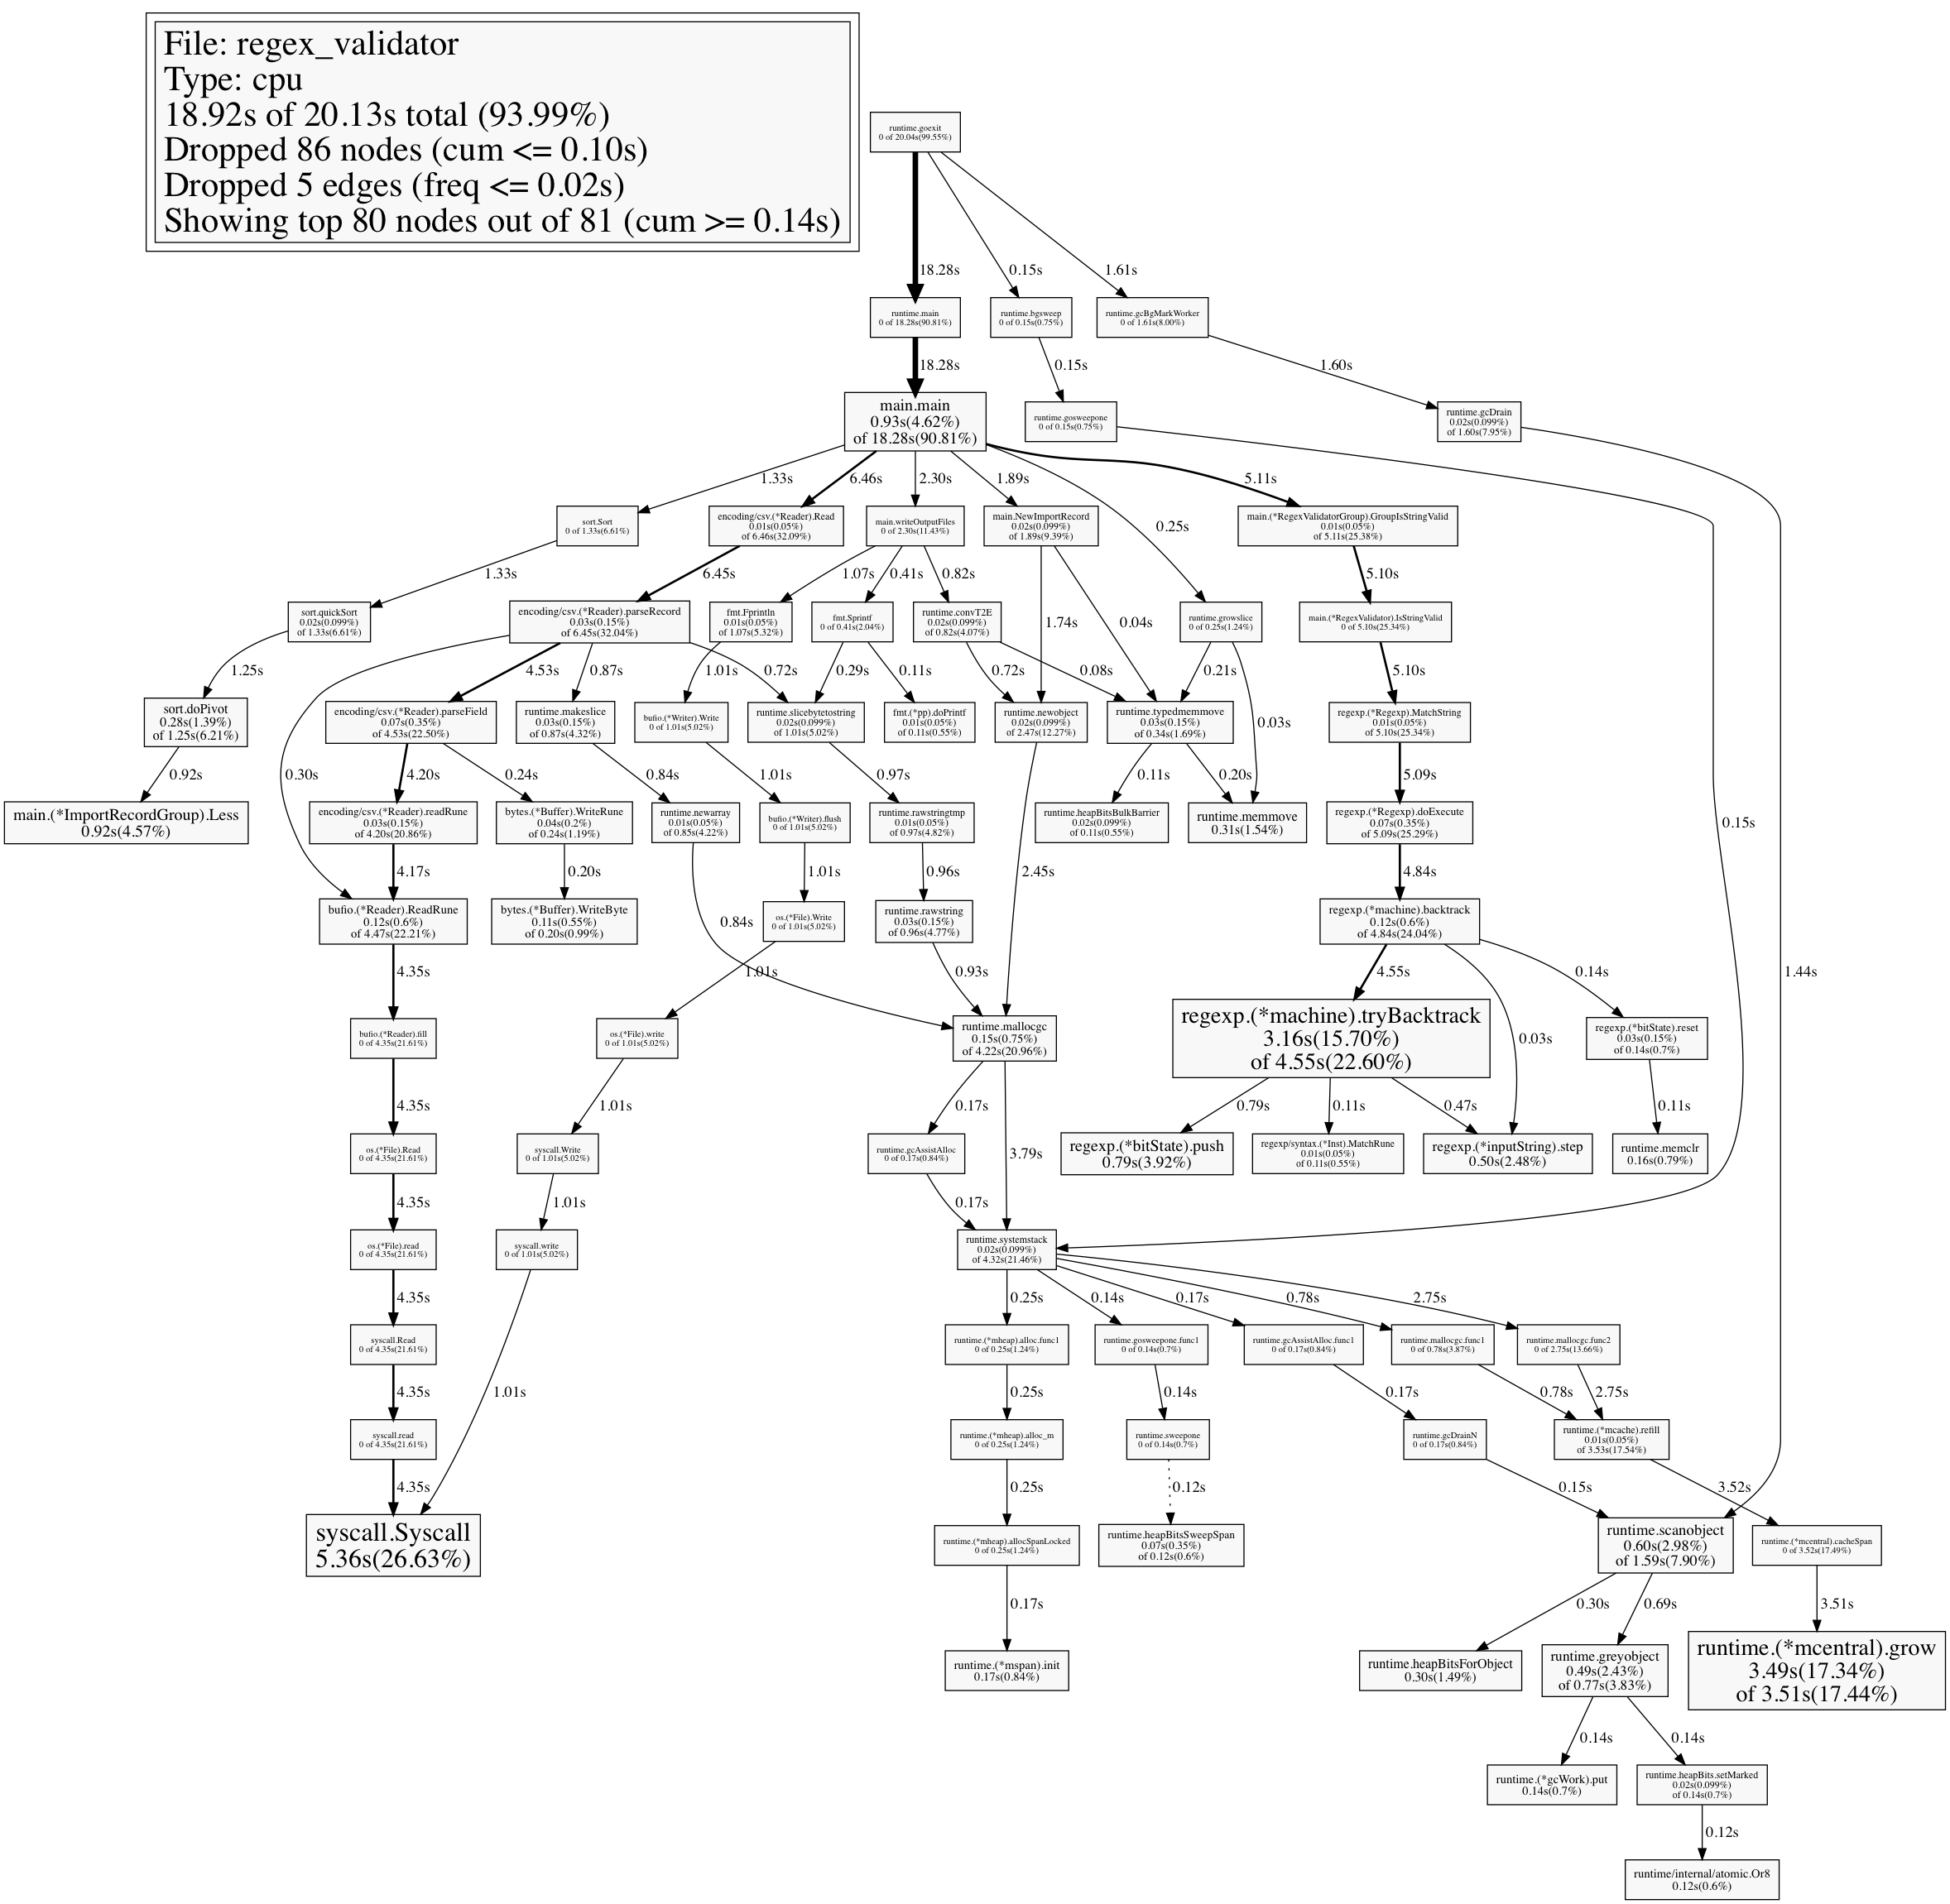 File: regex_validator
Type: cpu
18.92s of 20.13s total (93.99%)
Dropped 86 nodes (cum <= 0.10s)
Dropped 5 edges (freq <= 0.02s)
Showing top 80 nodes out of 81 (cum >= 0.14s)
runtime.goexit
0 of 20.04s(99.55%)
18.28s
0.15s
1.61s
runtime.main
0 of 18.28s(90.81%)
runtime.bgsweep
0 of 0.15s(0.75%)
runtime.gcBgMarkWorker
0 of 1.61s(8.00%)
18.28s
0.15s
1.60s
main.main
0.93s(4.62%)
of 18.28s(90.81%)
runtime.gosweepone
0 of 0.15s(0.75%)
runtime.gcDrain
0.02s(0.099%)
of 1.60s(7.95%)
1.33s
6.46s
2.30s
1.89s
0.25s
5.11s
sort.Sort
0 of 1.33s(6.61%)
encoding/csv.(*Reader).Read
0.01s(0.05%)
of 6.46s(32.09%)
main.writeOutputFiles
0 of 2.30s(11.43%)
main.NewImportRecord
0.02s(0.099%)
of 1.89s(9.39%)
main.(*RegexValidatorGroup).GroupIsStringValid
0.01s(0.05%)
of 5.11s(25.38%)
1.33s
6.45s
1.07s
0.41s
0.82s
5.10s
sort.quickSort
0.02s(0.099%)
of 1.33s(6.61%)
encoding/csv.(*Reader).parseRecord
0.03s(0.15%)
of 6.45s(32.04%)
fmt.Fprintln
0.01s(0.05%)
of 1.07s(5.32%)
fmt.Sprintf
0 of 0.41s(2.04%)
runtime.convT2E
0.02s(0.099%)
of 0.82s(4.07%)
1.74s
0.04s
runtime.growslice
0 of 0.25s(1.24%)
main.(*RegexValidator).IsStringValid
0 of 5.10s(25.34%)
1.25s
4.53s
0.87s
0.72s
1.01s
0.29s
0.11s
0.72s
0.08s
0.21s
0.03s
5.10s
sort.doPivot
0.28s(1.39%)
of 1.25s(6.21%)
encoding/csv.(*Reader).parseField
0.07s(0.35%)
of 4.53s(22.50%)
runtime.makeslice
0.03s(0.15%)
of 0.87s(4.32%)
bufio.(*Writer).Write
0 of 1.01s(5.02%)
runtime.slicebytetostring
0.02s(0.099%)
of 1.01s(5.02%)
fmt.(*pp).doPrintf
0.01s(0.05%)
of 0.11s(0.55%)
runtime.newobject
0.02s(0.099%)
of 2.47s(12.27%)
runtime.typedmemmove
0.03s(0.15%)
of 0.34s(1.69%)
regexp.(*Regexp).MatchString
0.01s(0.05%)
of 5.10s(25.34%)
0.92s
0.30s
4.20s
0.24s
0.84s
1.01s
0.97s
0.11s
0.20s
5.09s
main.(*ImportRecordGroup).Less
0.92s(4.57%)
encoding/csv.(*Reader).readRune
0.03s(0.15%)
of 4.20s(20.86%)
bytes.(*Buffer).WriteRune
0.04s(0.2%)
of 0.24s(1.19%)
runtime.newarray
0.01s(0.05%)
of 0.85s(4.22%)
bufio.(*Writer).flush
0 of 1.01s(5.02%)
runtime.rawstringtmp
0.01s(0.05%)
of 0.97s(4.82%)
runtime.heapBitsBulkBarrier
0.02s(0.099%)
of 0.11s(0.55%)
runtime.memmove
0.31s(1.54%)
regexp.(*Regexp).doExecute
0.07s(0.35%)
of 5.09s(25.29%)
0.15s
4.17s
0.20s
1.01s
0.96s
2.45s
4.84s
bufio.(*Reader).ReadRune
0.12s(0.6%)
of 4.47s(22.21%)
bytes.(*Buffer).WriteByte
0.11s(0.55%)
of 0.20s(0.99%)
0.84s
os.(*File).Write
0 of 1.01s(5.02%)
runtime.rawstring
0.03s(0.15%)
of 0.96s(4.77%)
regexp.(*machine).backtrack
0.12s(0.6%)
of 4.84s(24.04%)
4.35s
1.01s
0.93s
4.55s
0.14s
1.44s
bufio.(*Reader).fill
0 of 4.35s(21.61%)
os.(*File).write
0 of 1.01s(5.02%)
runtime.mallocgc
0.15s(0.75%)
of 4.22s(20.96%)
regexp.(*machine).tryBacktrack
3.16s(15.70%)
of 4.55s(22.60%)
0.03s
regexp.(*bitState).reset
0.03s(0.15%)
of 0.14s(0.7%)
4.35s
1.01s
0.17s
3.79s
0.79s
0.11s
0.47s
0.11s
os.(*File).Read
0 of 4.35s(21.61%)
syscall.Write
0 of 1.01s(5.02%)
runtime.gcAssistAlloc
0 of 0.17s(0.84%)
regexp.(*bitState).push
0.79s(3.92%)
regexp/syntax.(*Inst).MatchRune
0.01s(0.05%)
of 0.11s(0.55%)
regexp.(*inputString).step
0.50s(2.48%)
runtime.memclr
0.16s(0.79%)
4.35s
1.01s
0.17s
os.(*File).read
0 of 4.35s(21.61%)
syscall.write
0 of 1.01s(5.02%)
runtime.systemstack
0.02s(0.099%)
of 4.32s(21.46%)
4.35s
0.25s
0.14s
0.17s
0.78s
2.75s
syscall.Read
0 of 4.35s(21.61%)
runtime.(*mheap).alloc.func1
0 of 0.25s(1.24%)
runtime.gosweepone.func1
0 of 0.14s(0.7%)
runtime.gcAssistAlloc.func1
0 of 0.17s(0.84%)
runtime.mallocgc.func1
0 of 0.78s(3.87%)
runtime.mallocgc.func2
0 of 2.75s(13.66%)
4.35s
1.01s
0.25s
0.14s
0.17s
0.78s
2.75s
syscall.read
0 of 4.35s(21.61%)
runtime.(*mheap).alloc_m
0 of 0.25s(1.24%)
runtime.sweepone
0 of 0.14s(0.7%)
runtime.gcDrainN
0 of 0.17s(0.84%)
runtime.(*mcache).refill
0.01s(0.05%)
of 3.53s(17.54%)
4.35s
0.25s
0.12s
0.15s
3.52s
syscall.Syscall
5.36s(26.63%)
runtime.(*mheap).allocSpanLocked
0 of 0.25s(1.24%)
runtime.heapBitsSweepSpan
0.07s(0.35%)
of 0.12s(0.6%)
runtime.scanobject
0.60s(2.98%)
of 1.59s(7.90%)
runtime.(*mcentral).cacheSpan
0 of 3.52s(17.49%)
0.17s
0.30s
0.69s
3.51s
runtime.(*mspan).init
0.17s(0.84%)
runtime.heapBitsForObject
0.30s(1.49%)
runtime.greyobject
0.49s(2.43%)
of 0.77s(3.83%)
runtime.(*mcentral).grow
3.49s(17.34%)
of 3.51s(17.44%)
0.14s
0.14s
runtime.(*gcWork).put
0.14s(0.7%)
runtime.heapBits.setMarked
0.02s(0.099%)
of 0.14s(0.7%)
0.12s
runtime/internal/atomic.Or8
0.12s(0.6%)